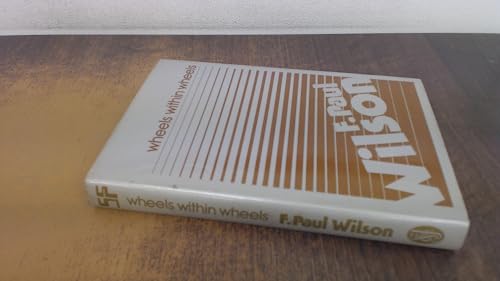 wheels within wheels
F. Paul
Wilson
SF wheels within wheels F. Paul Wilson